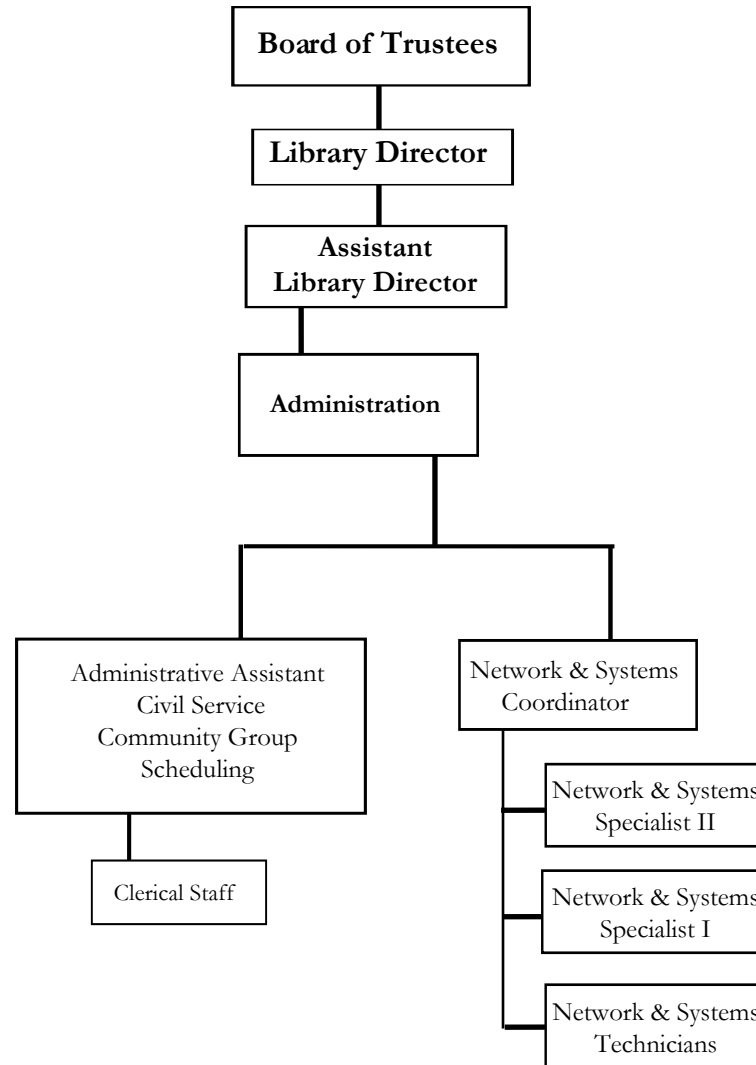 Board of Trustees
Library Director
Assistant
Library Director
Administration
Administrative Assistant
Civil Service
Community Group
Scheduling
Clerical Staff
Network & Systems
Coordinator
Network & Systems
Specialist II
Network & Systems
Specialist I
Network & Systems
Technicians